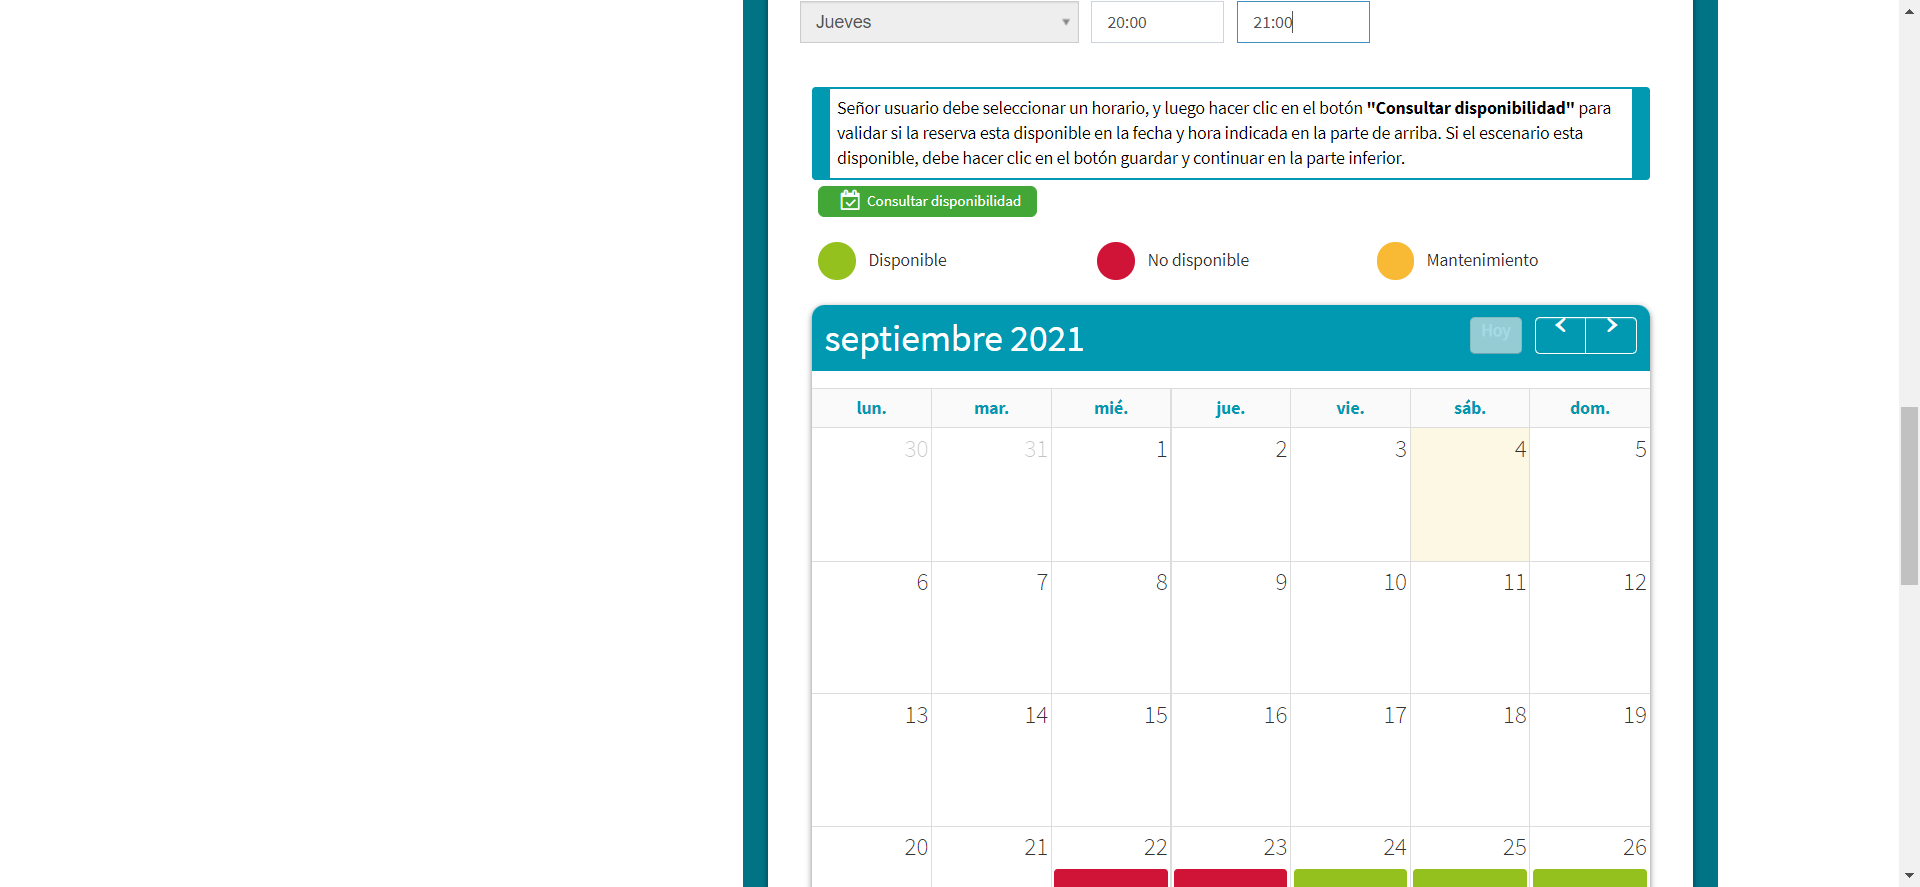 Jueves 20:00 21:00
Señor usuario debe seleccionar un horario, y luego hacer clic en el botón "Consultar disponibilidad" para
validar si la reserva esta disponible en la fecha y hora indicada en la parte de arriba. Si el escenario esta
disponible, debe hacer clic en el botón guardar y continuar en la parte inferior.
Consultar disponibilidad
Disponible No disponible Mantenimiento
septiembre 2021 Hoy
lun. mar. mié. jue. vie. sáb. dom.
30 31 1 2 3 4 5
6 7 8 9 10 11 12
13 14 15 16 17 18 19
20 21 22 23 24 25 26